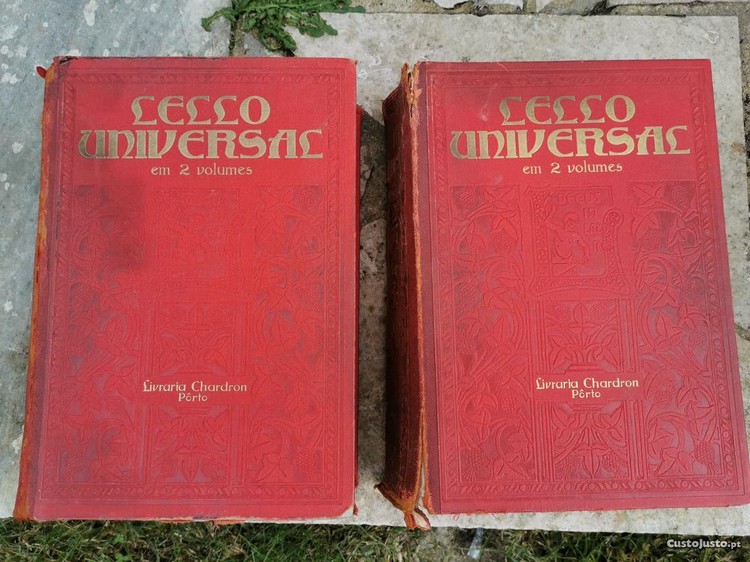 LELLO
UNIVERSAL
em 2 volumes
Livraria Chardron
Pôrto
LELLO
UNIVERSAL
em 2 volumes
Livraria Chardron
Pôrto
CustoJusto.pt